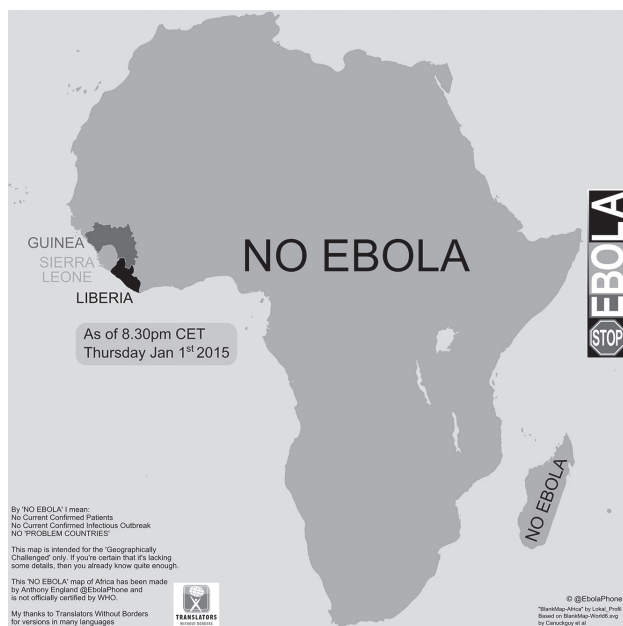 GUINEA
SIERRA
LEONE
LIBERIA
NO EBOLA
As of 8.30pm CET
Thursday Jan 1st 2015
STOP EBOLA
NO EBOLA
By 'NO EBOLA' I mean:
No Current Confirmed Patients
No Current Confirmed Infectious Outbreak
NO 'PROBLEM COUNTRIES'
This map is intended for the 'Geographically
Challenged' only. If you're certain that it's lacking
some details, then you already know quite enough.
This 'NO EBOLA' map of Africa has been made
by Anthony England @EbolaPhone and
is not officially certified by WHO.
My thanks to Translators Without Borders
for versions in many languages
TRANSLATORS
WITHOUT BORDERS
© @EbolaPhone
"BlankMap-Africa" by Lokal_Profil
Based on BlankMap-World6.svg
by Canuckguy et al